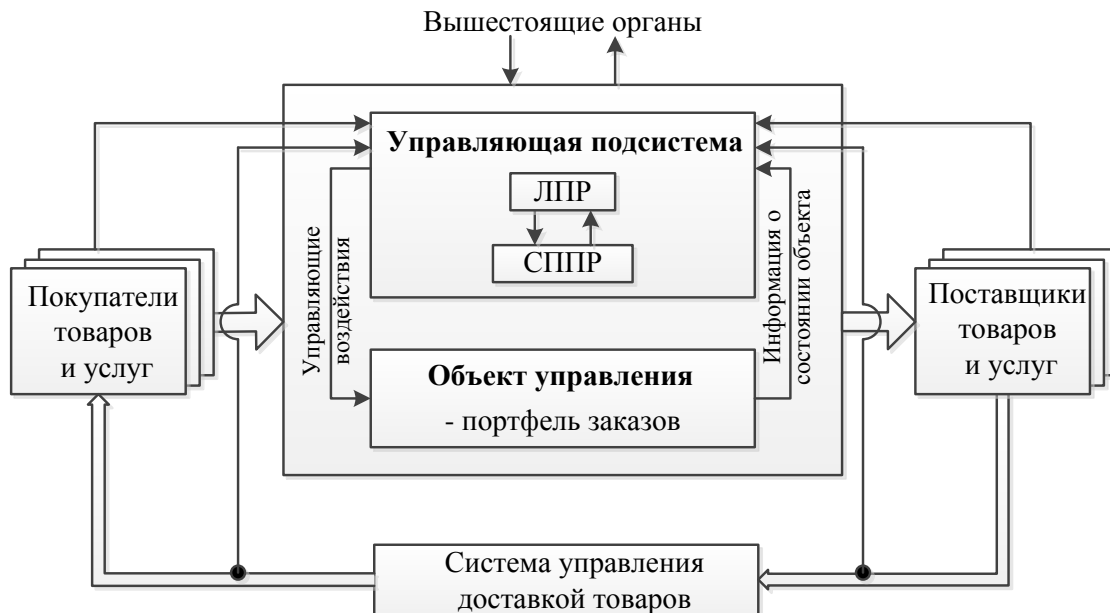 Вышестоящие органы
Управляющая подсистема
ЛПР
СППР
Управляющие
воздействия
Информация о
состоянии объекта
Покупатели
товаров
и услуг
Поставщики
товаров
и услуг
Объект управления
- портфель заказов
Система управления
доставкой товаров